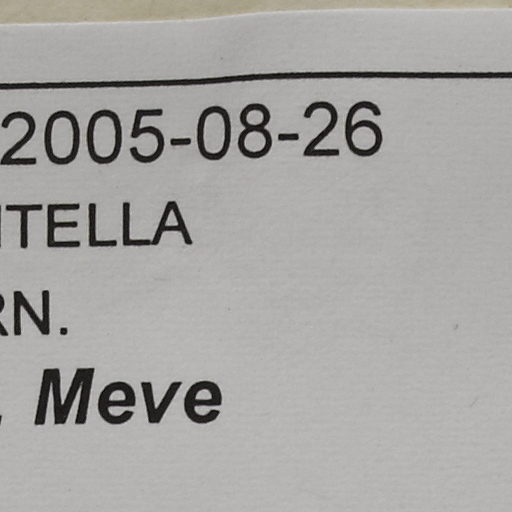 2005-08-26
ITELLA
RN.
. Meve